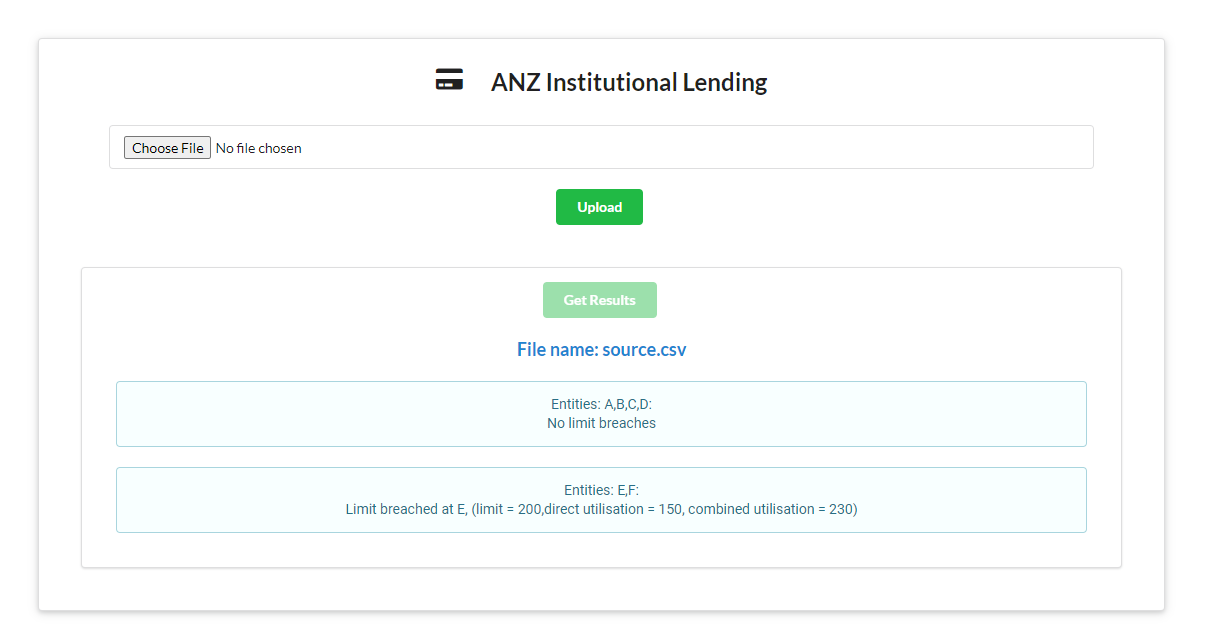 ANZ Institutional Lending
Choose File No file chosen
Upload
Get Results
File name: source.csv
Entities: A,B,C,D:
No limit breaches
Entities: E,F:
Limit breached at E, (limit = 200,direct utilisation = 150, combined utilisation = 230)